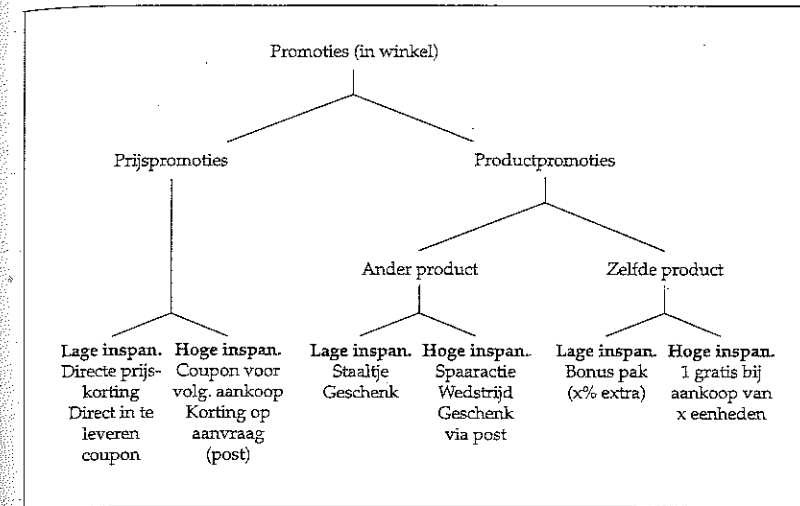 Promoties (in winkel)
Prijspromoties
Productpromoties
Ander product
Zelfde product
Lage inspan.
Directe prijs-
korting
Direct in te
leveren
coupon
Hoge inspan.
Coupon voor
volg. aankoop
Korting op
aanvraag
(post)
Lage inspan.
Staaltje
Geschenk
Hoge inspan.
Spaaractie
Wedstrijd
Geschenk
via post
Lage inspan.
Bonus pak
(x% extra)
Hoge inspan.
1 gratis bij
aankoop van
x eenheden